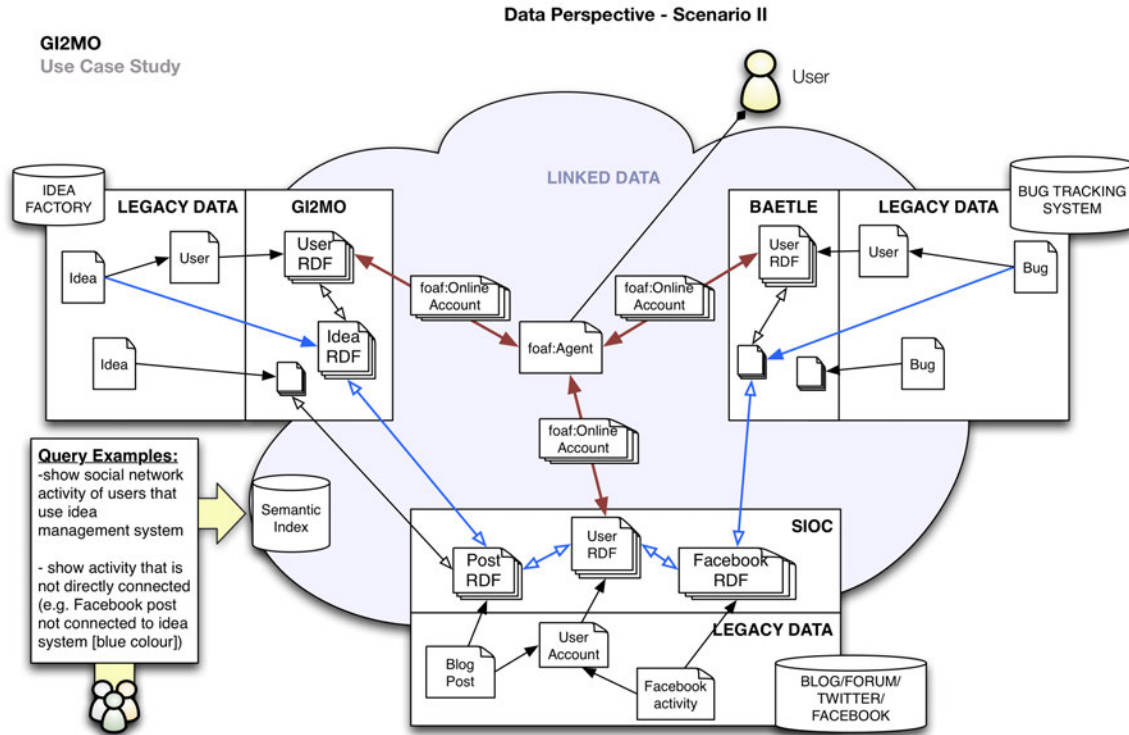 Data Perspective - Scenario II
GI2MO
Use Case Study
User
LINKED DATA
IDEA
FACTORY
LEGACY DATA
GI2MO
BAETLE
LEGACY DATA
BUG TRACKING
SYSTEM
Idea
User
User
RDF
foaf:Online
Account
foaf:Online
Account
User
RDF
User
Bug
Idea
RDF
foaf:Agent
Idea
Bug
foaf:Online
Account
Query Examples:
-show social network
activity of users that
use idea
management system
- show activity that is
not directly connected
(e.g. Facebook post
not connected to idea
system [blue colour])
Semantic
Index
SIOC
Post
RDF
User
RDF
Facebook
RDF
LEGACY DATA
Blog
Post
User
Account
Facebook
activity
BLOG/FORUM/
TWITTER/
FACEBOOK